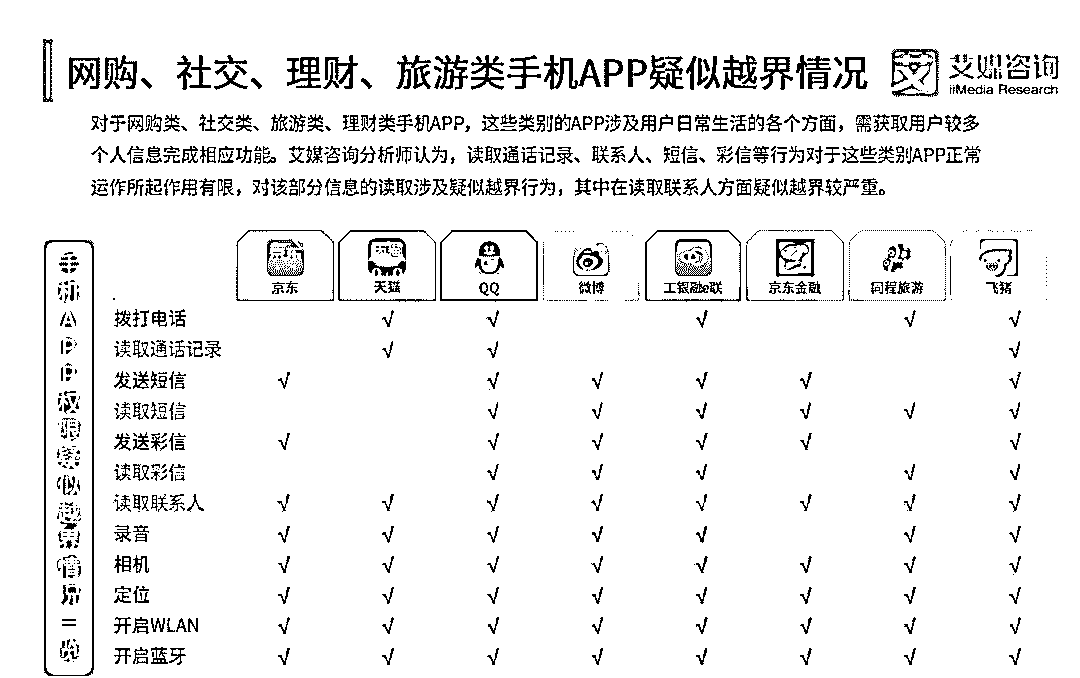 网购、社交、理财、旅游类手机APP疑似越界情况
艾媒咨询
iiMedia Research
对于网购类、社交类、旅游类、理财类手机APP，这些类别的APP涉及用户日常生活的各个方面，需获取用户较多
个人信息完成相应功能。艾媒咨询分析师认为，读取通话记录、联系人、短信、彩信等行为对于这些类别APP正常
运作所起作用有限，对该部分信息的读取涉及疑似越界行为，其中在读取联系人方面疑似越界较严重。
京东 天猫 QQ 微博 工银融e联 京东金融 同程旅游 飞猪
拨打电话 √ √ √ √ √
读取通话记录 √ √ √
发送短信 √ √ √ √ √ √
读取短信 √ √ √ √ √ √
发送彩信 √ √ √ √ √ √
读取彩信 √ √ √ √ √
读取联系人 √ √ √ √ √ √ √ √
录音 √ √ √ √ √ √ √
相机 √ √ √ √ √ √ √ √
定位 √ √ √ √ √ √ √ √
开启WLAN √ √ √ √ √ √ √ √
开启蓝牙 √ √ √ √ √ √ √ √
APP权限疑似越界情况一